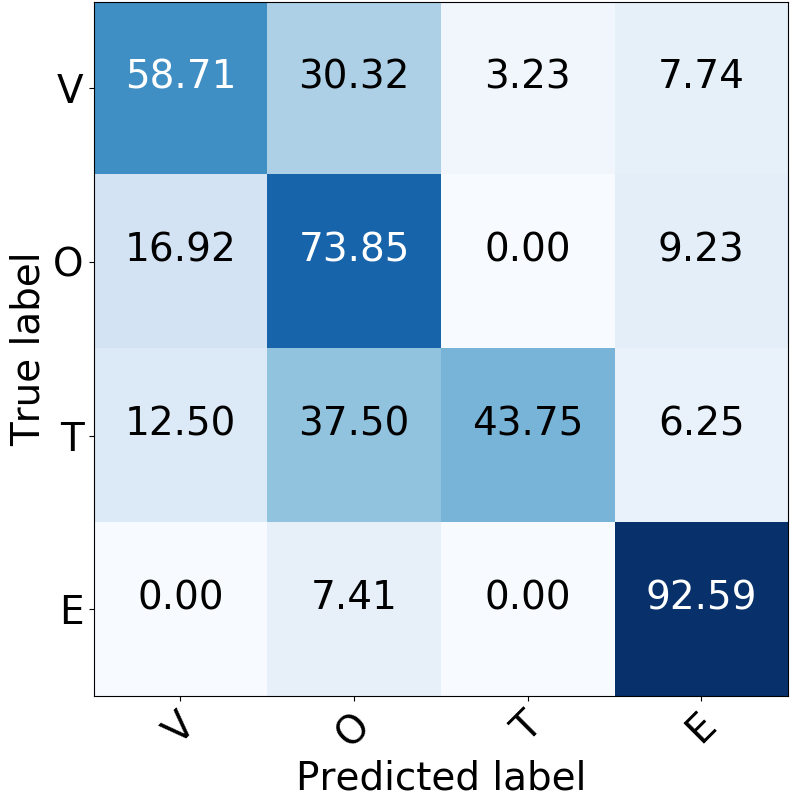 V 58.71 30.32 3.23 7.74
O 16.92 73.85 0.00 9.23
T 12.50 37.50 43.75 6.25
E 0.00 7.41 0.00 92.59
V O T E
Predicted label
True label